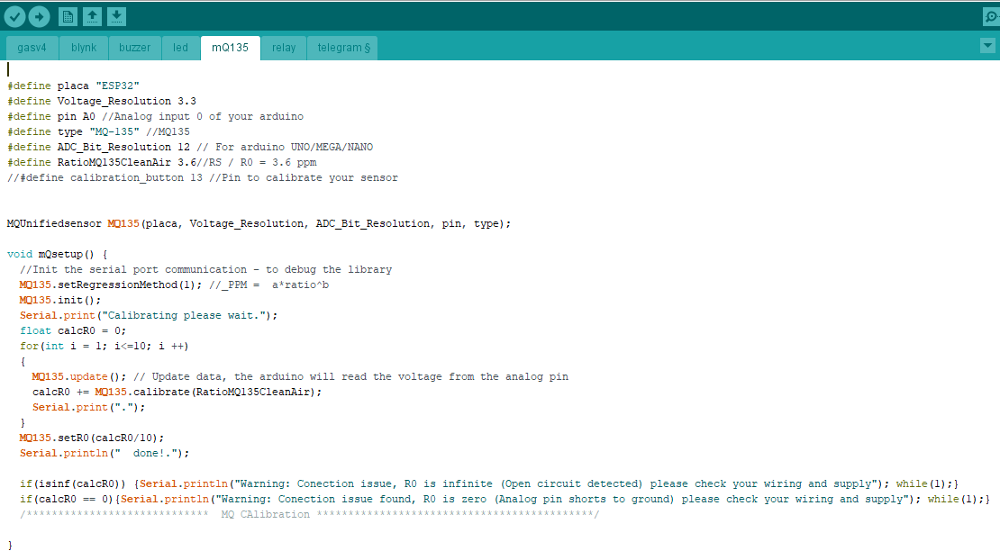 gasv4 blynk buzzer led mQ135 relay telegram §
#define placa "ESP32"
#define Voltage_Resolution 3.3
#define pin A0 //Analog input 0 of your arduino
#define type "MQ-135" //MQ135
#define ADC_Bit_Resolution 12 // For arduino UNO/MEGA/NANO
#define RatioMQ135CleanAir 3.6//RS / R0 = 3.6 ppm
//#define calibration_button 13 //Pin to calibrate your sensor
MQUnifiedsensor MQ135(placa, Voltage_Resolution, ADC_Bit_Resolution, pin, type);
void mQsetup() {
//Init the serial port communication - to debug the library
MQ135.setRegressionMethod(1); //_PPM =  a*ratio^b
MQ135.init();
Serial.print("Calibrating please wait.");
float calcR0 = 0;
for(int i = 1; i<=10; i ++)
{
MQ135.update(); // Update data, the arduino will read the voltage from the analog pin
calcR0 += MQ135.calibrate(RatioMQ135CleanAir);
Serial.print(".");
}
MQ135.setR0(calcR0/10);
Serial.println("  done!.");
if(isinf(calcR0)) {Serial.println("Warning: Conection issue, R0 is infinite (Open circuit detected) please check your wiring and supply"); while(1);}
if(calcR0 == 0){Serial.println("Warning: Conection issue found, R0 is zero (Analog pin shorts to ground) please check your wiring and supply"); while(1);}
/*****************************  MQ CAlibration ********************************************/
}